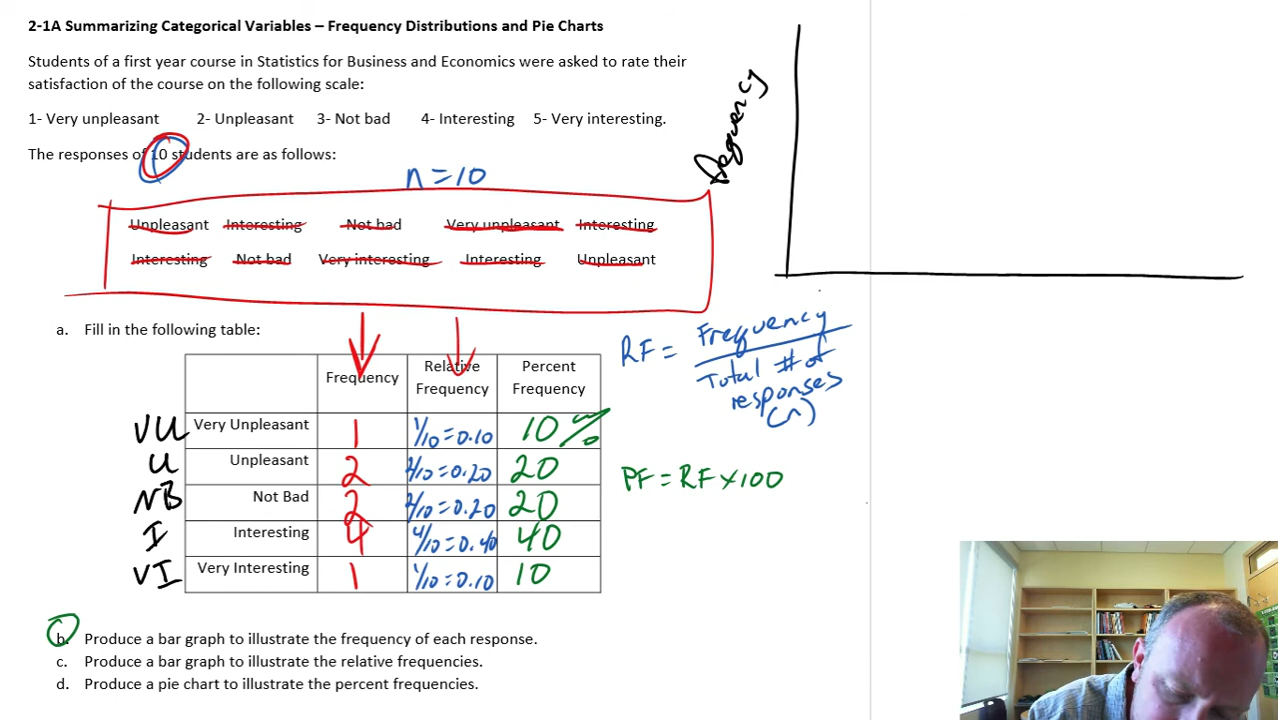 2-1A Summarizing Categorical Variables – Frequency Distributions and Pie Charts
Students of a first year course in Statistics for Business and Economics were asked to rate their
satisfaction of the course on the following scale:
1- Very unpleasant 2- Unpleasant 3- Not bad 4- Interesting 5- Very interesting.
The responses of 10 students are as follows:
n = 10
Unpleasant Interesting Not bad Very unpleasant Interesting
Interesting Not bad Very interesting Interesting Unpleasant
Frequency
a. Fill in the following table:
Frequency Relative Frequency Percent Frequency
VU Very Unpleasant 1 1/10 = 0.10 10 %
U Unpleasant 2 2/10 = 0.20 20
NB Not Bad 2 2/10 = 0.20 20
I Interesting 4 4/10 = 0.40 40
VI Very Interesting 1 1/10 = 0.10 10
RF = Frequency
Total # of
responses
(n)
PF = RF x 100
b. Produce a bar graph to illustrate the frequency of each response.
c. Produce a bar graph to illustrate the relative frequencies.
d. Produce a pie chart to illustrate the percent frequencies.